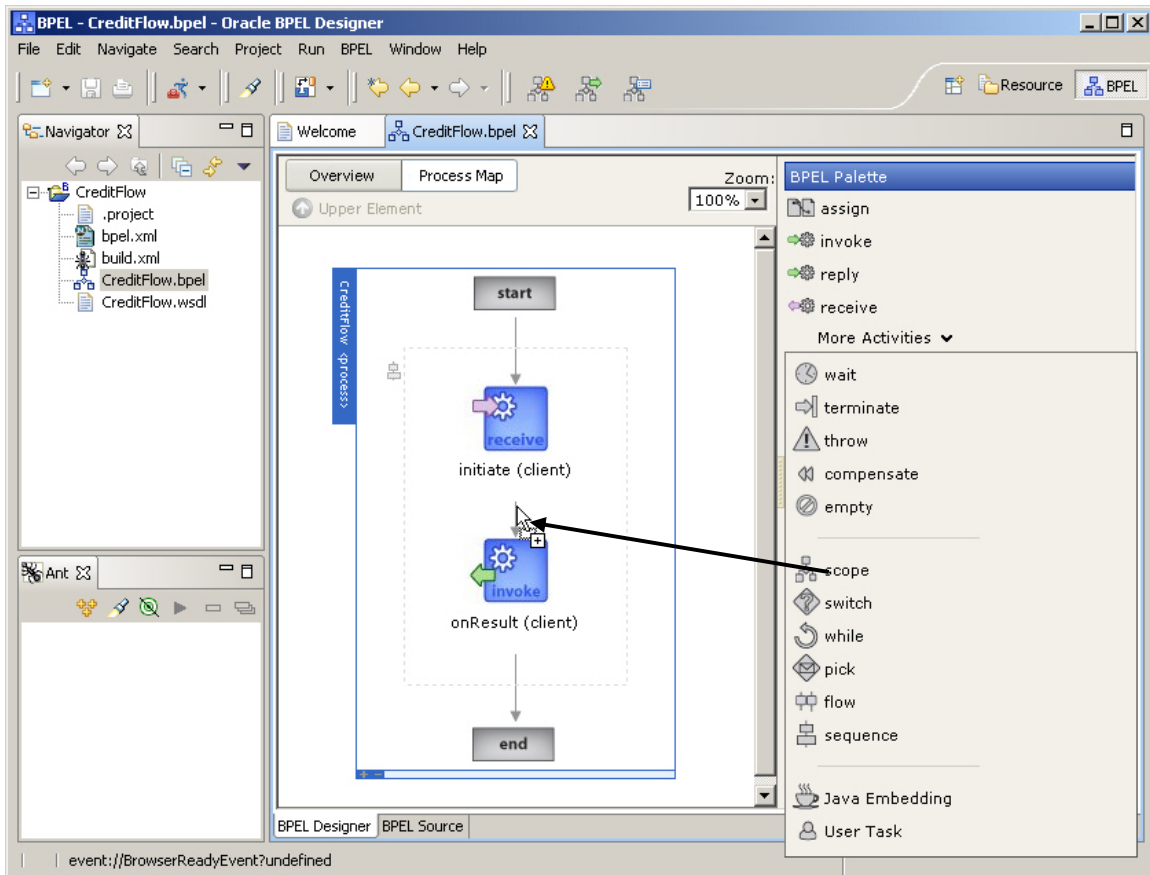 BPEL - CreditFlow.bpel - Oracle BPEL Designer
File Edit Navigate Search Project Run BPEL Window Help
Resource BPEL
Navigator
CreditFlow
.project
bpel.xml
build.xml
CreditFlow.bpel
CreditFlow.wsdl
Ant
Welcome CreditFlow.bpel
Overview Process Map
Zoom:
Upper Element
100%
CreditFlow <process>
start
receive
initiate (client)
invoke
onResult (client)
end
BPEL Designer BPEL Source
BPEL Palette
assign
invoke
reply
receive
More Activities
wait
terminate
throw
compensate
empty
scope
switch
while
pick
flow
sequence
Java Embedding
User Task
event://BrowserReadyEvent?undefined